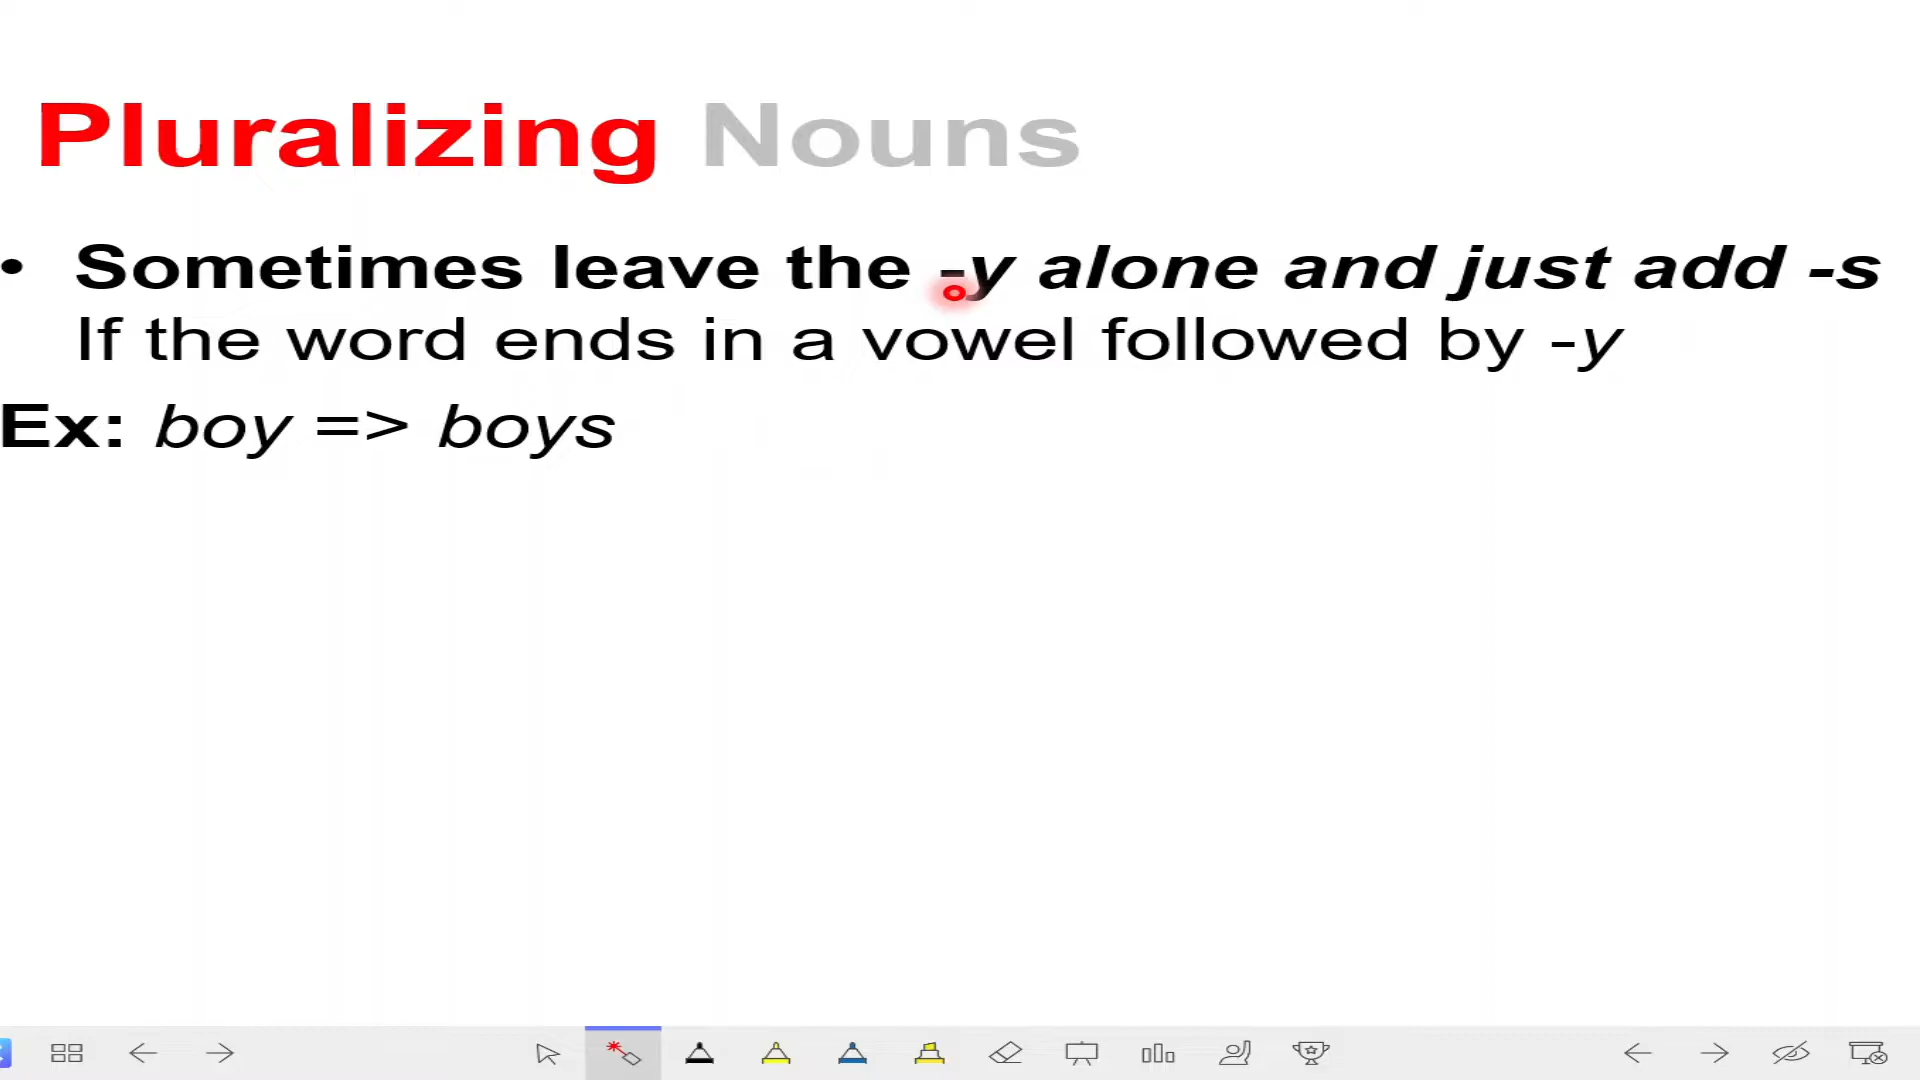 Pluralizing Nouns
• Sometimes leave the -y alone and just add -s
If the word ends in a vowel followed by -y
Ex: boy => boys